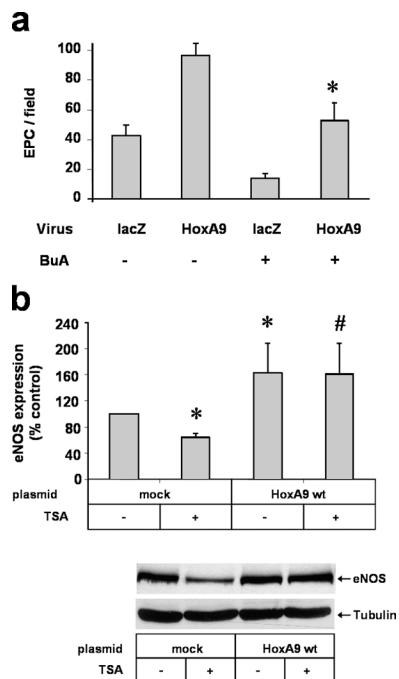 a
EPC / field
100
80
60
40
20
0
*
Virus lacZ HoxA9 lacZ HoxA9
BuA - - + +
b
eNOS expression
(% control)
240
200
160
120
80
40
0
* * #
plasmid mock HoxA9 wt
TSA - + - +
←eNOS
←Tubulin
plasmid mock HoxA9 wt
TSA - + - +